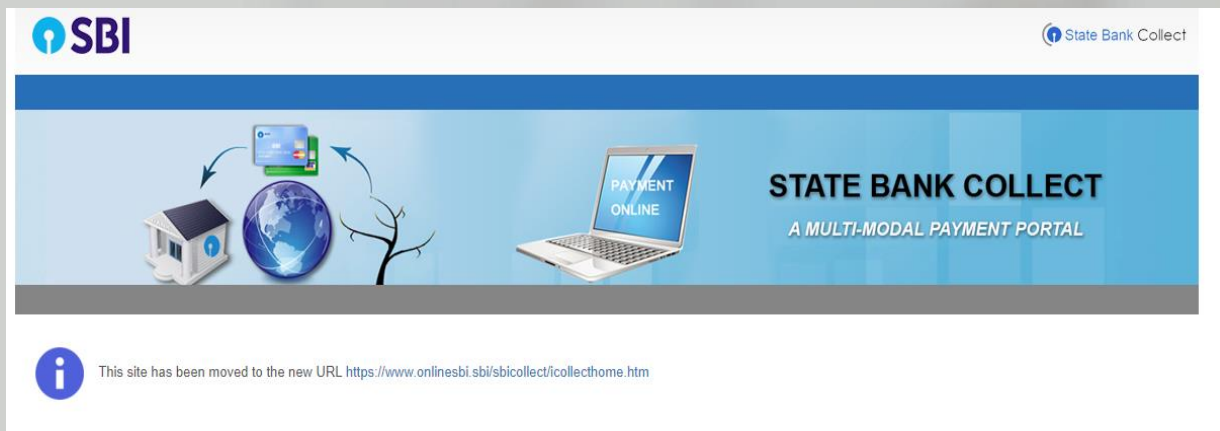 SBI
State Bank Collect
PAYMENT
ONLINE
STATE BANK COLLECT
A MULTI-MODAL PAYMENT PORTAL
This site has been moved to the new URL https://www.onlinesbi.sbi/sbicollect/icollecthome.htm